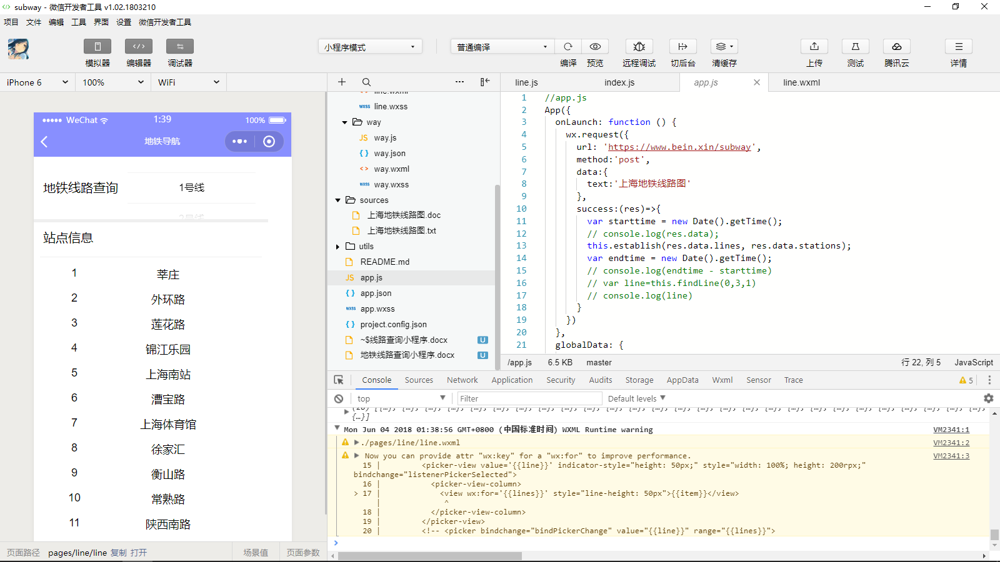 subway - 微信开发者工具 v1.02.1803210
项目 文件 编辑 工具 界面 设置 微信开发者工具
小程序模式 普通编译
模拟器 编辑器 调试器 编译 预览 远程调试 切后台 清缓存 上传 测试 腾讯云 详情
iPhone 6 100% WiFi
WeChat 1:39 100%
地铁导航
地铁线路查询 1号线
2号线
站点信息
1 莘庄
2 外环路
3 莲花路
4 锦江乐园
5 上海南站
6 漕宝路
7 上海体育馆
8 徐家汇
9 衡山路
10 常熟路
11 陕西南路
页面路径 pages/line/line 复制 打开 场景值 页面参数
line.wxml
line.wxss
way
way.js
way.json
way.wxml
way.wxss
sources
上海地铁线路图.doc
上海地铁线路图.txt
utils
README.md
JS app.js
app.json
wxss app.wxss
project.config.json
~$线路查询小程序.docx U
地铁线路查询小程序.docx U
line.js index.js app.js line.wxml
1 //app.js
2 App({
3 onLaunch: function () {
4 wx.request({
5 url: 'https://www.bein.xin/subway',
6 method:'post',
7 data:{
8 text:'上海地铁线路图'
9 },
10 success:(res)=>{
11 var starttime = new Date().getTime();
12 // console.log(res.data);
13 this.establish(res.data.lines, res.data.stations);
14 var endtime = new Date().getTime();
15 // console.log(endtime - starttime)
16 // var line=this.findLine(0,3,1)
17 // console.log(line)
18 }
19 })
20 },
21 globalData: {
/app.js 6.5 KB master 行 22, 列 5 JavaScript
Console Sources Network Application Security Audits Storage AppData Wxml Sensor Trace 5
top Filter Default levels
{…}]
Mon Jun 04 2018 01:38:56 GMT+0800 (中国标准时间) WXML Runtime warning VM2341:1
./pages/line/line.wxml VM2341:2
Now you can provide attr "wx:key" for a "wx:for" to improve performance. VM2341:3
15 | <picker-view value='{{line}}' indicator-style="height: 50px;" style="width: 100%; height: 200rpx;"
bindchange="listenerPickerSelected">
16 | <picker-view-column>
> 17 | <view wx:for='{{lines}}' style="line-height: 50px">{{item}}</view>
| ^
18 | </picker-view-column>
19 | </picker-view>
20 | <!-- <picker bindchange="bindPickerChange" value="{{line}}" range="{{lines}}">